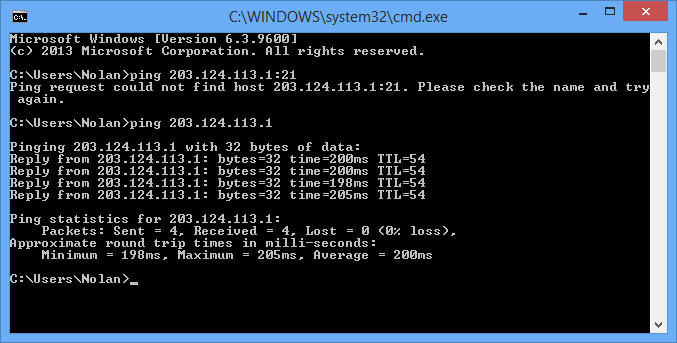 C:\WINDOWS\system32\cmd.exe
Microsoft Windows [Version 6.3.9600]
(c) 2013 Microsoft Corporation. All rights reserved.
C:\Users\Nolan>ping 203.124.113.1:21
Ping request could not find host 203.124.113.1:21. Please check the name and try
again.
C:\Users\Nolan>ping 203.124.113.1
Pinging 203.124.113.1 with 32 bytes of data:
Reply from 203.124.113.1: bytes=32 time=200ms TTL=54
Reply from 203.124.113.1: bytes=32 time=200ms TTL=54
Reply from 203.124.113.1: bytes=32 time=198ms TTL=54
Reply from 203.124.113.1: bytes=32 time=205ms TTL=54
Ping statistics for 203.124.113.1:
Packets: Sent = 4, Received = 4, Lost = 0 (0% loss),
Approximate round trip times in milli-seconds:
Minimum = 198ms, Maximum = 205ms, Average = 200ms
C:\Users\Nolan>_